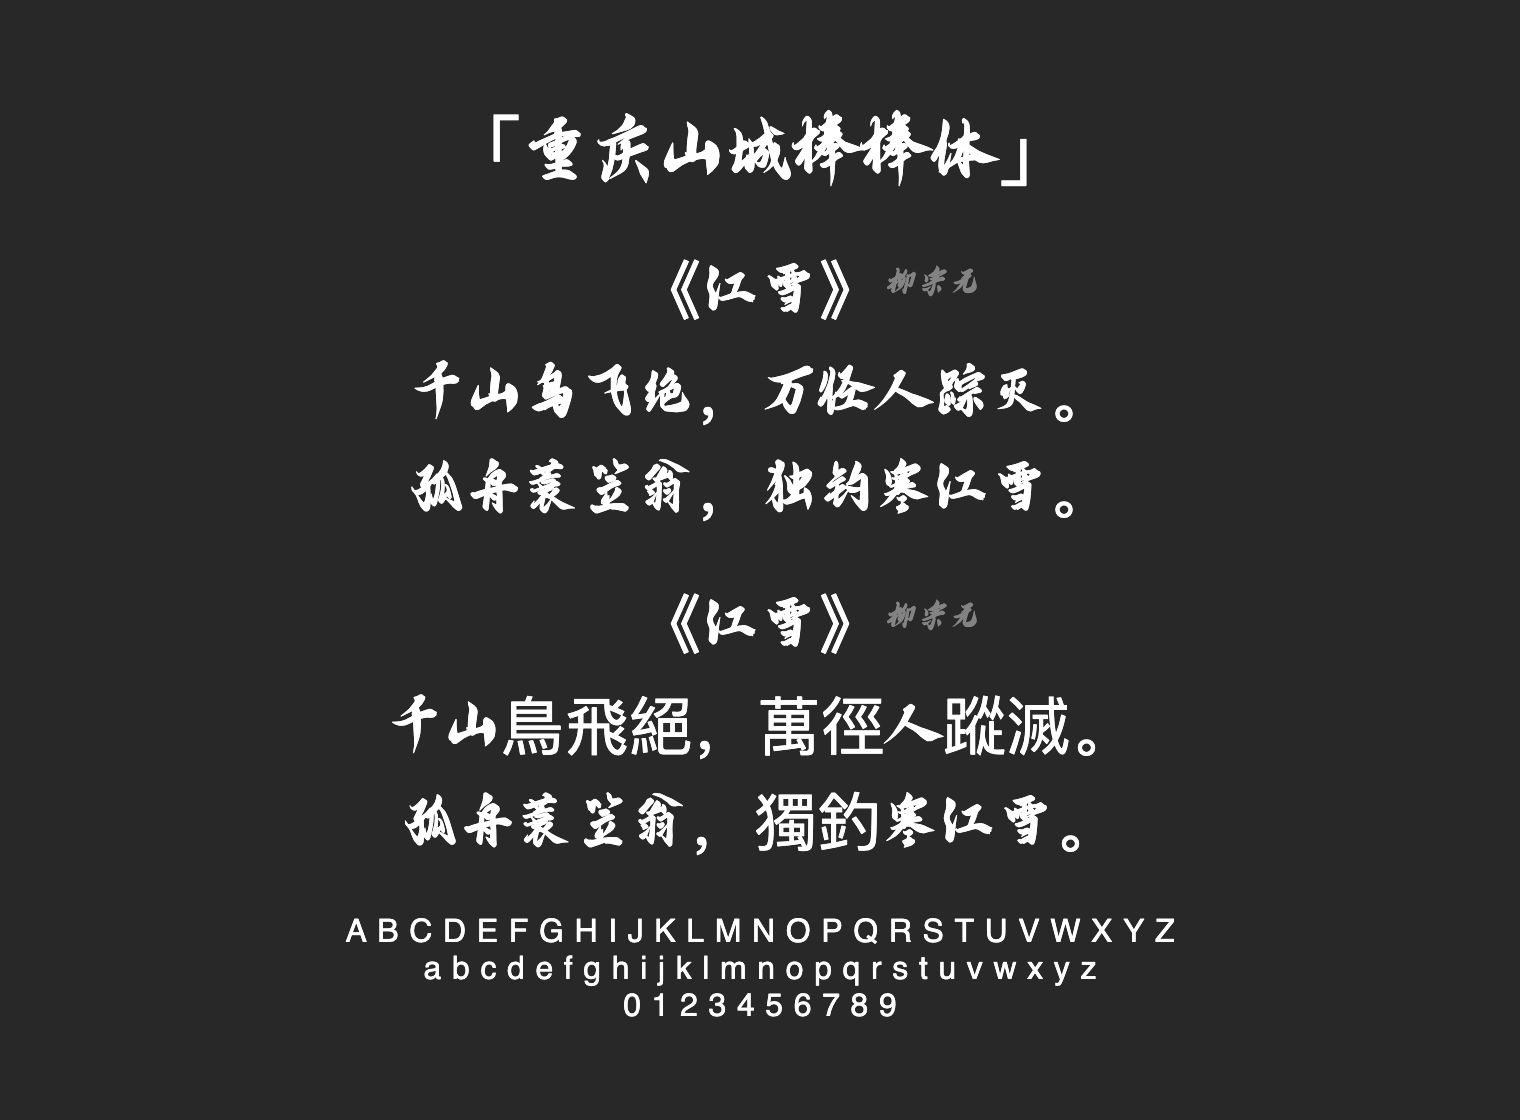 「重庆山城棒棒体」
《江雪》 柳宗元
千山鸟飞绝，万径人踪灭。
孤舟蓑笠翁，独钓寒江雪。
《江雪》 柳宗元
千山鳥飛絕，萬徑人蹤滅。
孤舟蓑笠翁，獨釣寒江雪。
A B C D E F G H I J K L M N O P Q R S T U V W X Y Z
a b c d e f g h i j k l m n o p q r s t u v w x y z
0 1 2 3 4 5 6 7 8 9